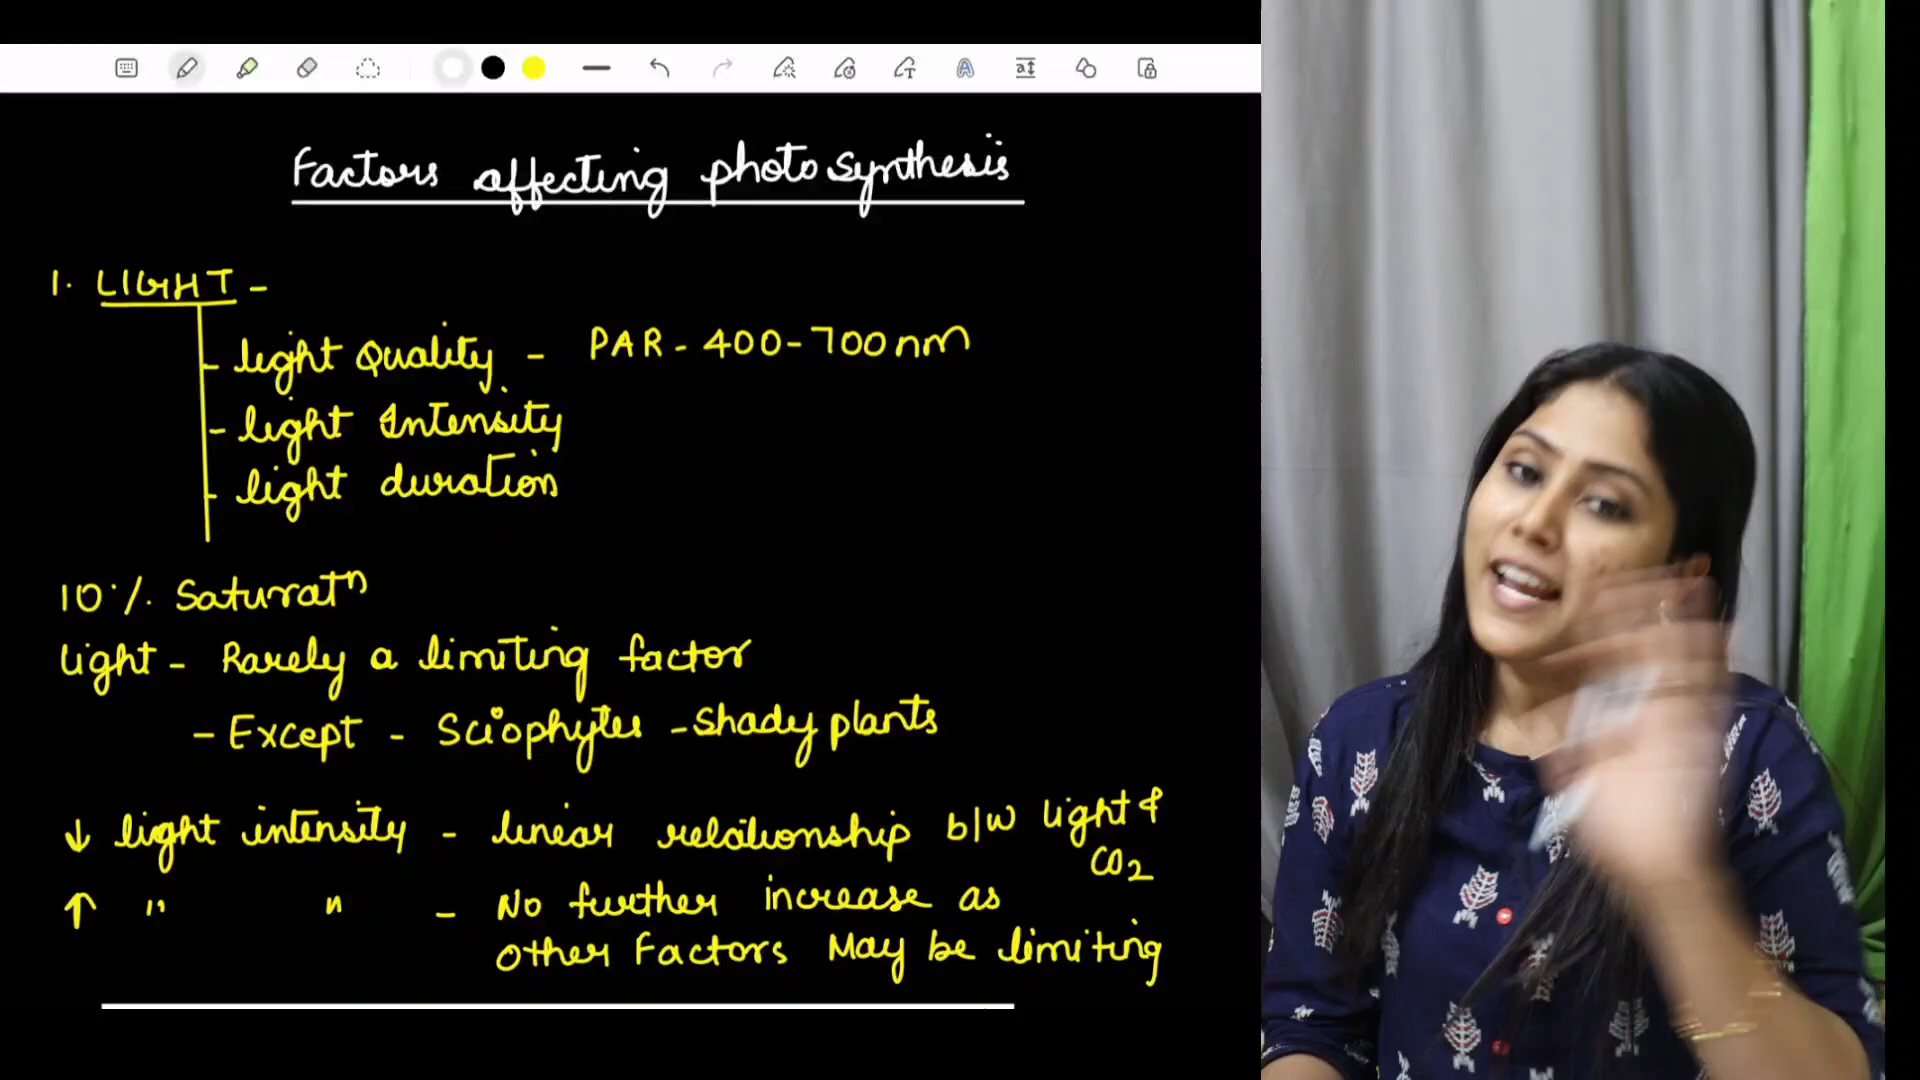 Factors affecting photosynthesis
1. LIGHT -
- light Quality - PAR - 400-700nm
- light Intensity
- light duration
10% Saturatⁿ
light - Rarely a limiting factor
- Except - Sciophytes - Shady plants
↓ light intensity - linear relationship b/w light &
CO2
↑ " " - No further increase as
other Factors May be limiting